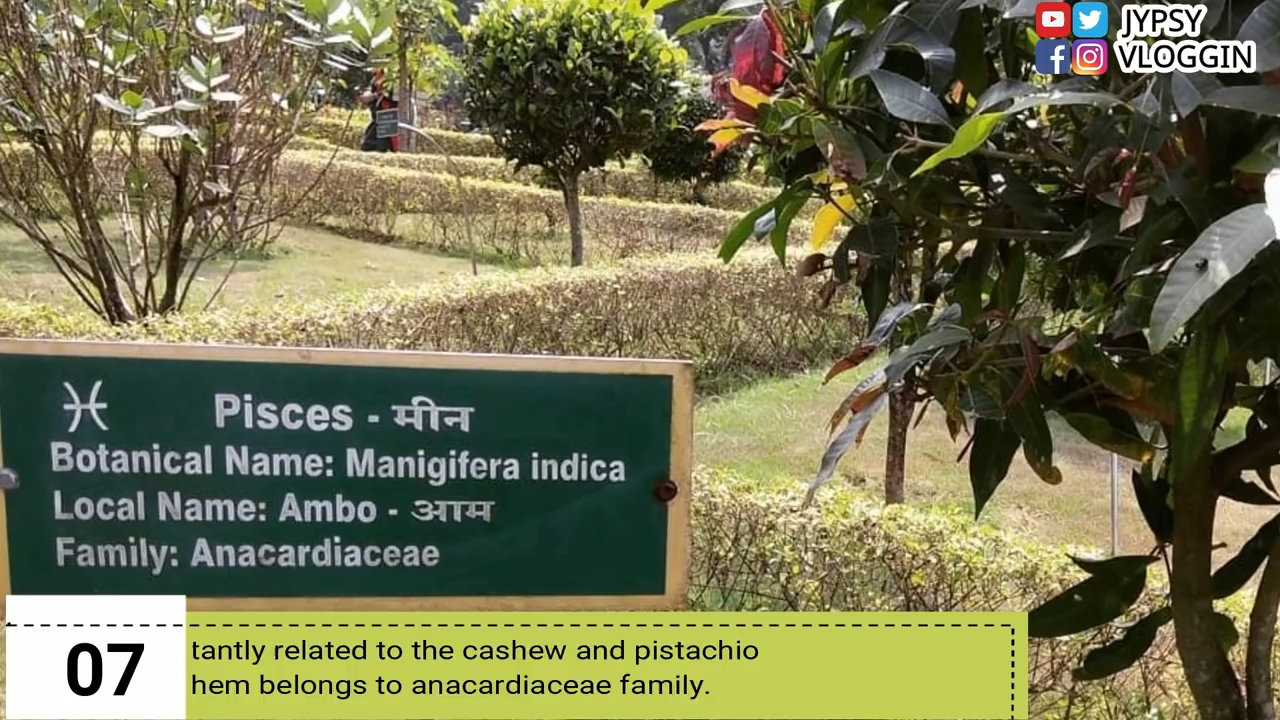 JYPSY
VLOGGIN
Pisces - मीन
Botanical Name: Manigifera indica
Local Name: Ambo - आम
Family: Anacardiaceae
07
tantly related to the cashew and pistachio
hem belongs to anacardiaceae family.